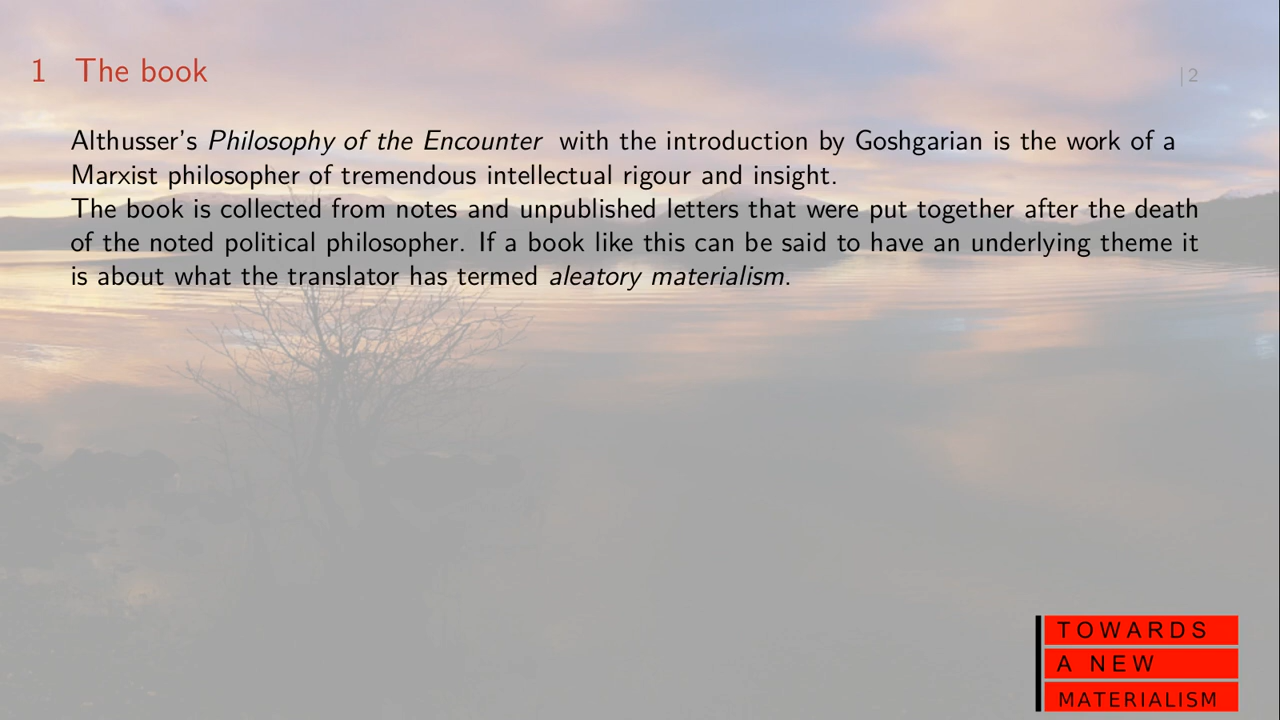 1 The book
| 2
Althusser's Philosophy of the Encounter with the introduction by Goshgarian is the work of a
Marxist philosopher of tremendous intellectual rigour and insight.
The book is collected from notes and unpublished letters that were put together after the death
of the noted political philosopher. If a book like this can be said to have an underlying theme it
is about what the translator has termed aleatory materialism.
TOWARDS
A NEW
MATERIALISM